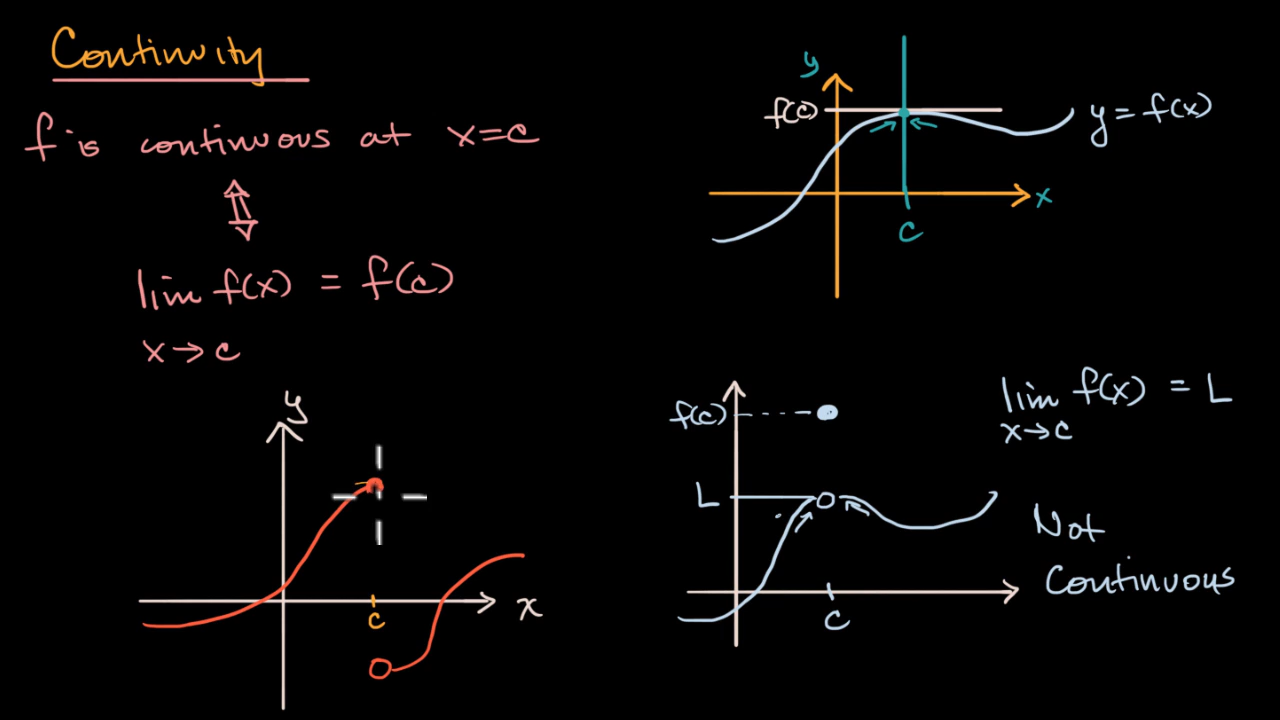 Continuity
f is continuous at x=c
lim f(x) = f(c)
x→c
y
f(c)
y = f(x)
x
c
y
c
x
f(c)
lim f(x) = L
x→c
L
Not
Continuous
c